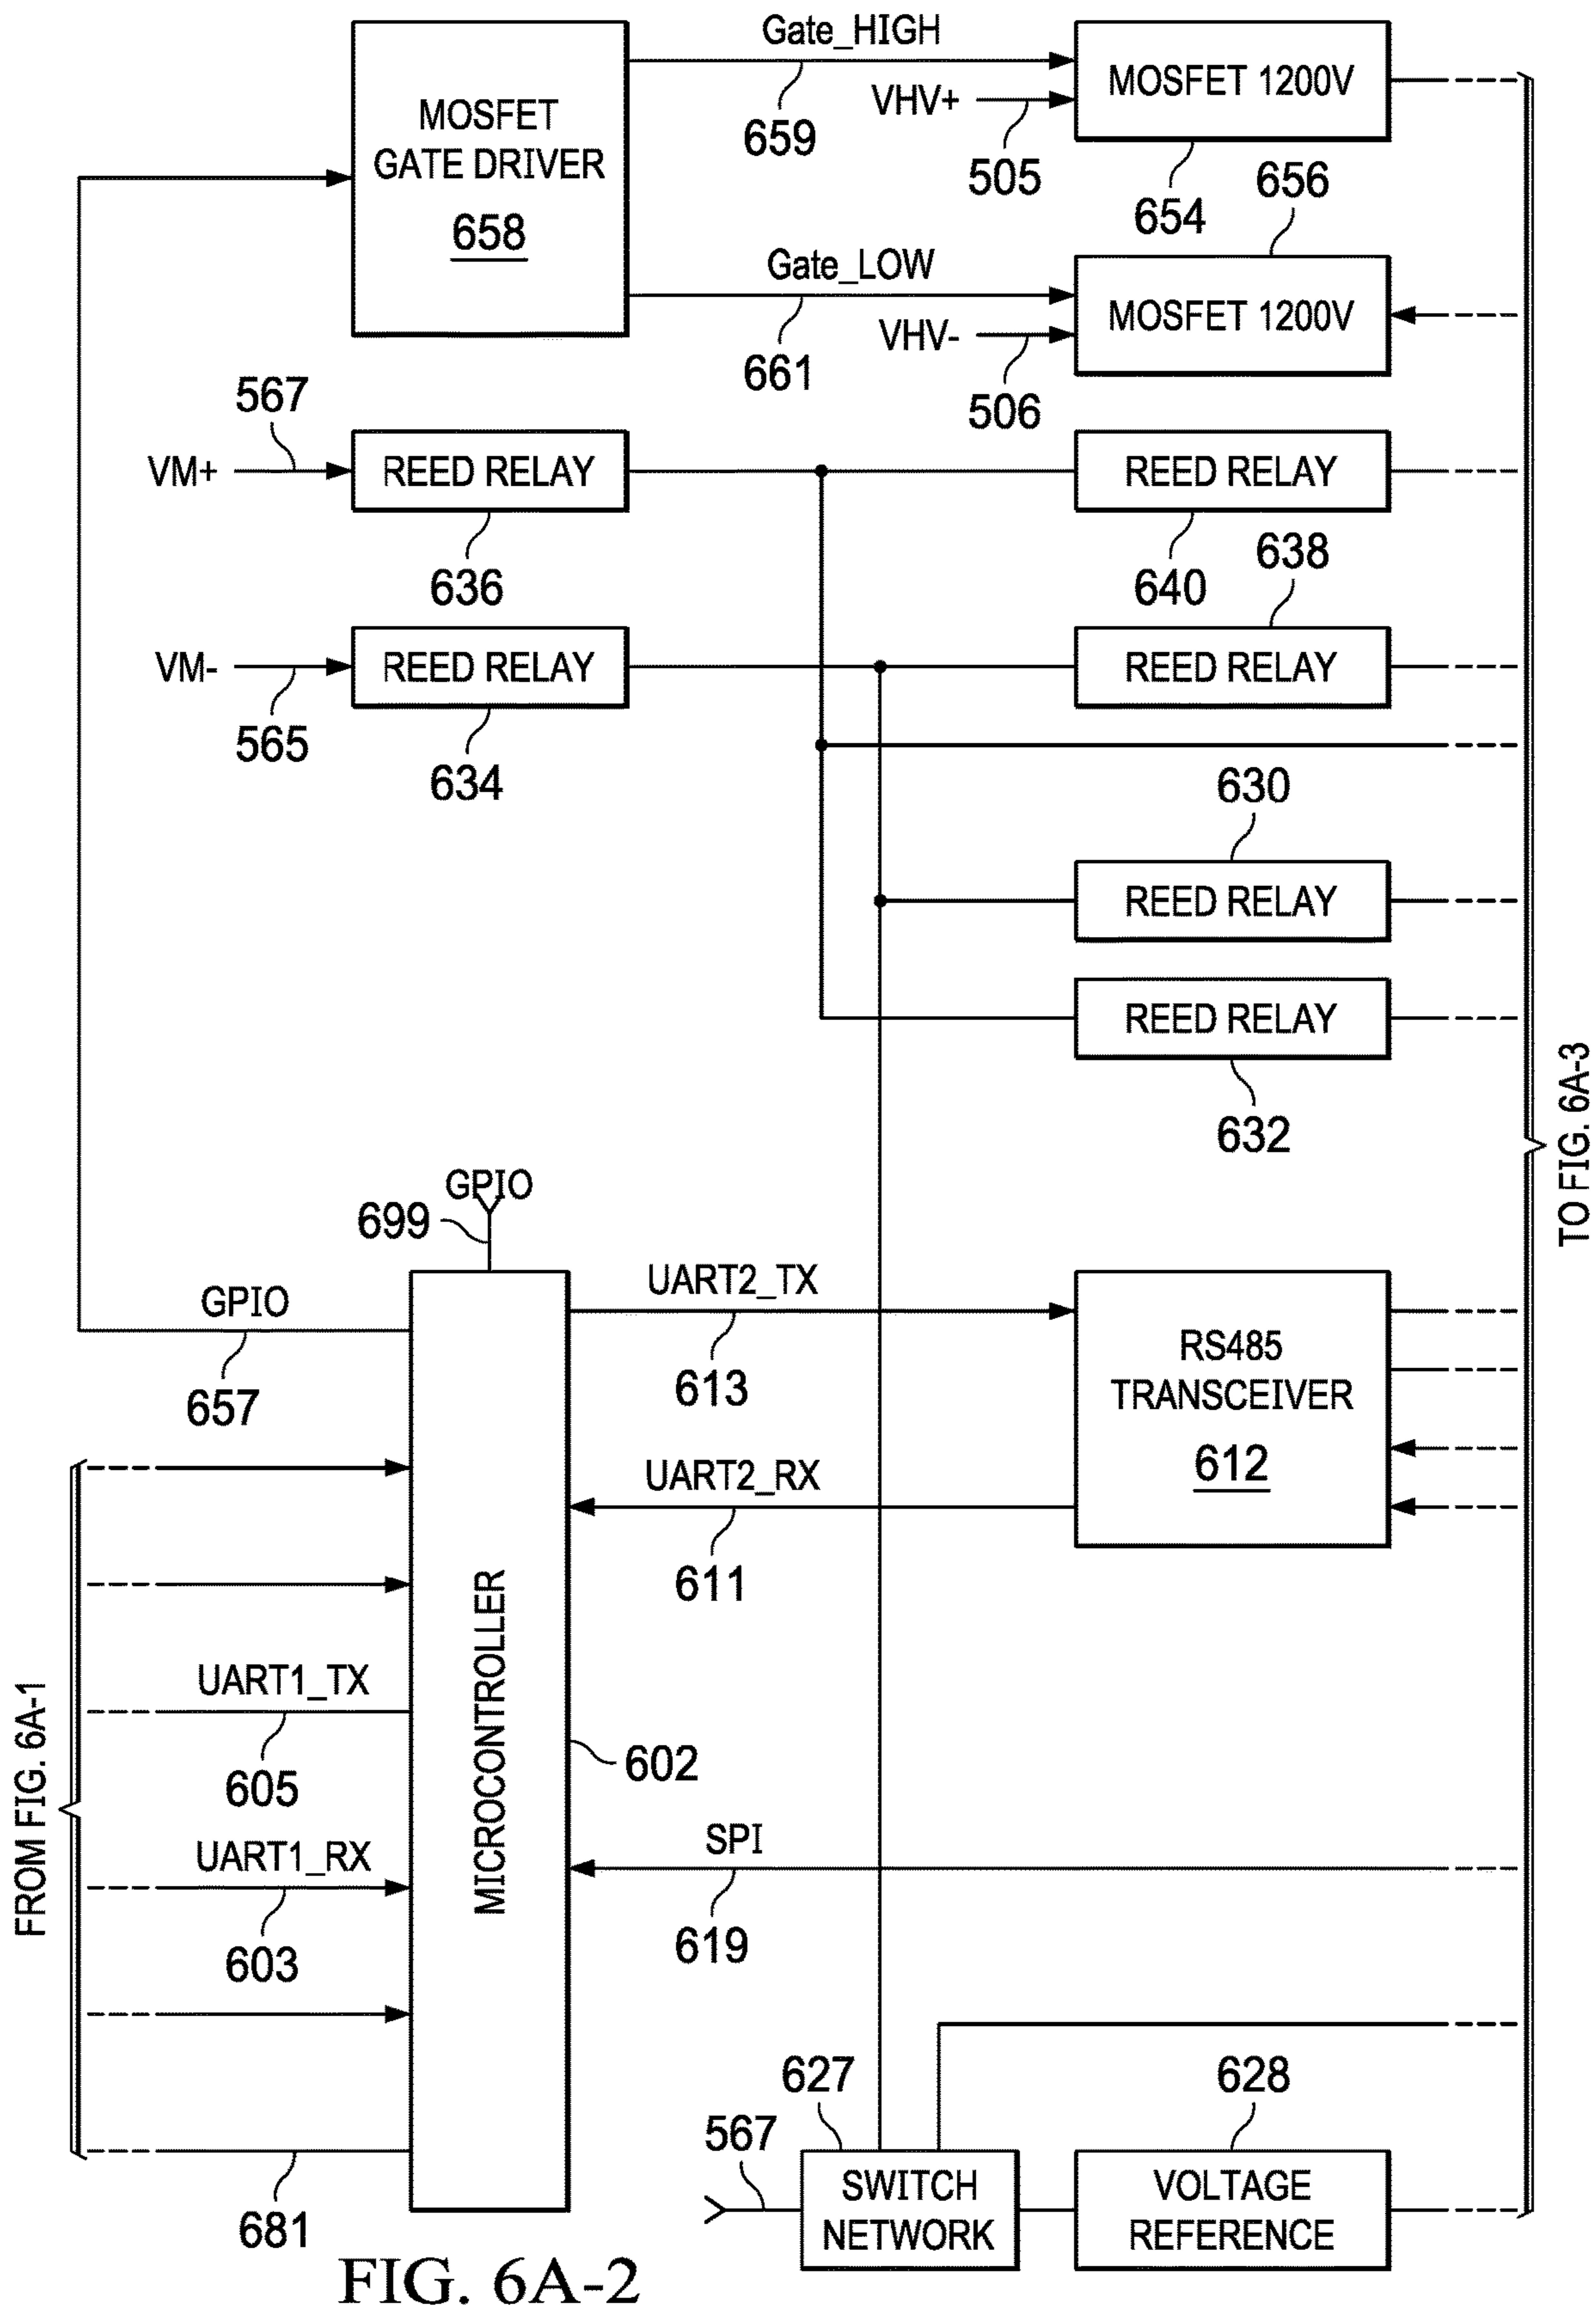 Gate_HIGH
MOSFET
GATE DRIVER
658
659
VHV+
505
MOSFET 1200V
654
656
Gate_LOW
661
VHV-
506
MOSFET 1200V
567
VM+
REED RELAY
636
REED RELAY
640
638
VM-
565
REED RELAY
634
REED RELAY
630
REED RELAY
REED RELAY
632
TO FIG. 6A-3
GPIO
699
GPIO
657
UART2_TX
613
RS485
TRANSCEIVER
612
UART2_RX
611
MICROCONTROLLER
602
FROM FIG. 6A-1
UART1_TX
605
UART1_RX
603
SPI
619
681
627
628
567
SWITCH
NETWORK
VOLTAGE
REFERENCE
FIG. 6A-2